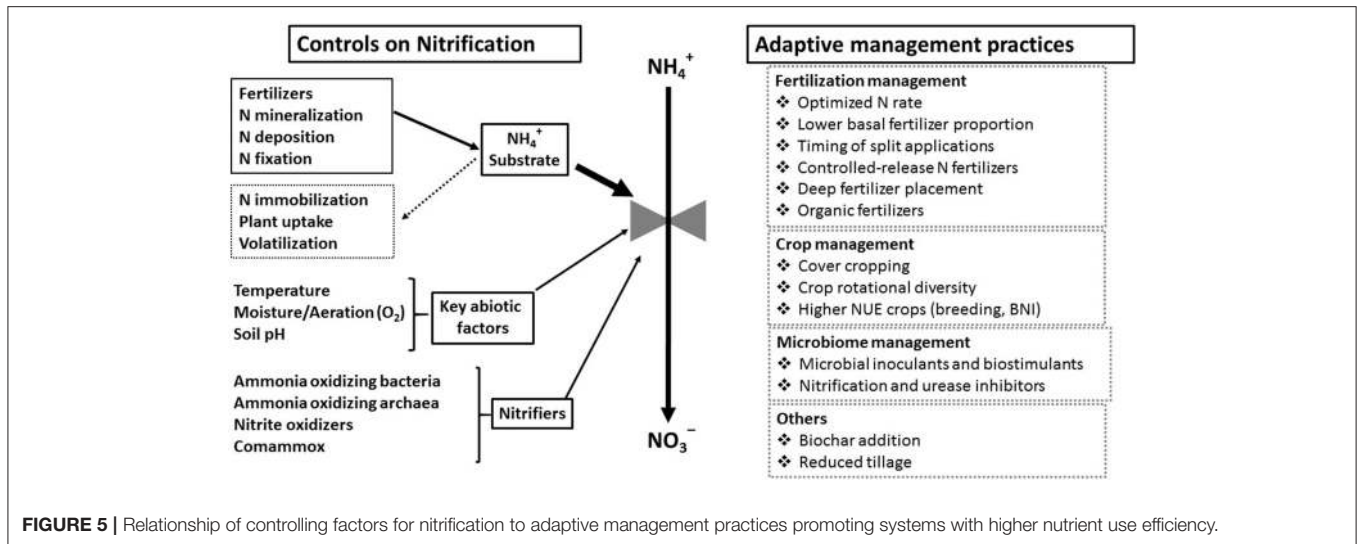 Controls on Nitrification
Fertilizers
N mineralization
N deposition
N fixation
NH₄⁺
Substrate
N immobilization
Plant uptake
Volatilization
Temperature
Moisture/Aeration (O₂)
Soil pH
Key abiotic
factors
Ammonia oxidizing bacteria
Ammonia oxidizing archaea
Nitrite oxidizers
Comammox
Nitrifiers
NH₄⁺
NO₃⁻
Adaptive management practices
Fertilization management
❖ Optimized N rate
❖ Lower basal fertilizer proportion
❖ Timing of split applications
❖ Controlled-release N fertilizers
❖ Deep fertilizer placement
❖ Organic fertilizers
Crop management
❖ Cover cropping
❖ Crop rotational diversity
❖ Higher NUE crops (breeding, BNI)
Microbiome management
❖ Microbial inoculants and biostimulants
❖ Nitrification and urease inhibitors
Others
❖ Biochar addition
❖ Reduced tillage
FIGURE 5 | Relationship of controlling factors for nitrification to adaptive management practices promoting systems with higher nutrient use efficiency.